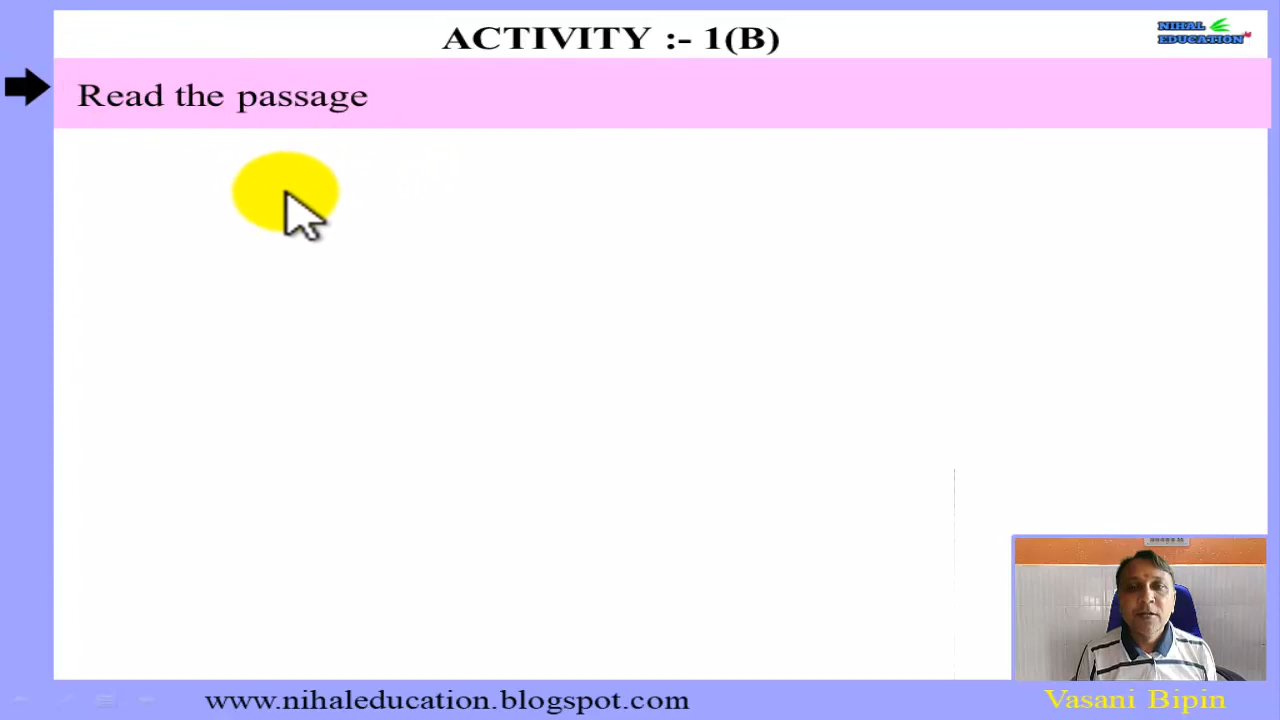 ACTIVITY :- 1(B)
NIHAL
EDUCATION
Read the passage
www.nihaleducation.blogspot.com
Vasani Bipin